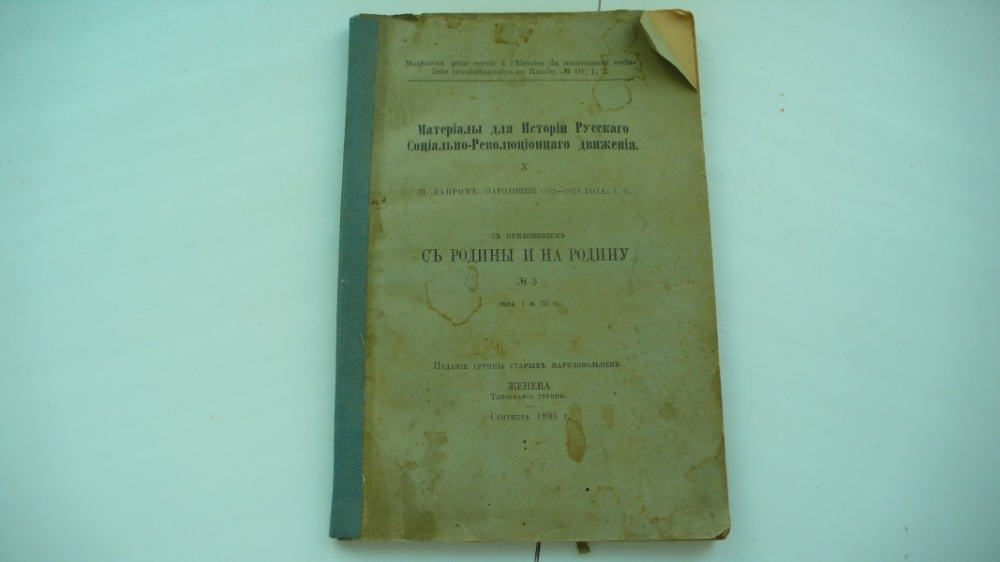 Matériaux pour servir à l'histoire du mouvement socia-
liste révolutionnaire en Russie. № 10; 1, 2.
Матеріалы для Исторіи Русскаго
Соціально-Революціоннаго Движенія.
X
(П. ЛАВРОВЪ: НАРОДНИКИ 1873—1878 ГОДА; 1, 2).
СЪ ПРИЛОЖЕНІЕМЪ
СЪ РОДИНЫ И НА РОДИНУ
№ 5
ЦѢНА 1 Ф. 50 С.
Изданіе группы старыхъ народовольцевъ
ЖЕНЕВА
Типографія группы.
Сентябрь 1895 г.